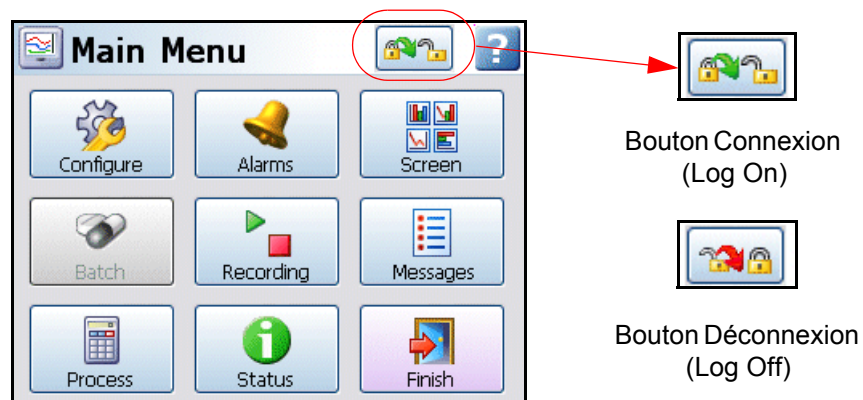 Main Menu
?
Configure
Alarms
Screen
Batch
Recording
Messages
Process
Status
Finish
Bouton Connexion
(Log On)
Bouton Déconnexion
(Log Off)